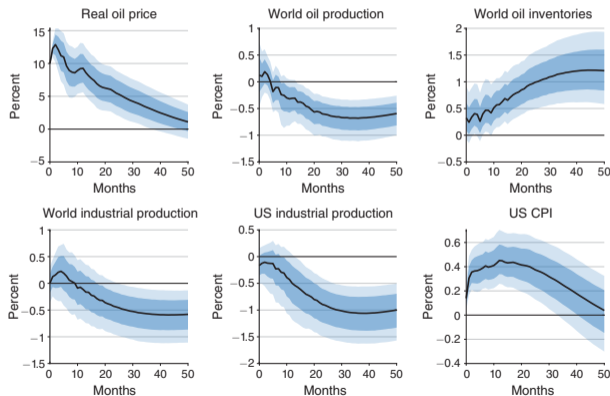 Real oil price
World oil production
World oil inventories
15
10
5
0
−5
Percent
0 10 20 30 40 50
Months
1
0.5
0
−0.5
−1
−1.5
Percent
0 10 20 30 40 50
Months
2
1.5
1
0.5
0
−0.5
Percent
0 10 20 30 40 50
Months
World industrial production
US industrial production
US CPI
1
0.5
0
−0.5
−1
−1.5
Percent
0 10 20 30 40 50
Months
0.5
0
−0.5
−1
−1.5
−2
Percent
0 10 20 30 40 50
Months
0.6
0.4
0.2
0
−0.2
−0.4
Percent
0 10 20 30 40 50
Months